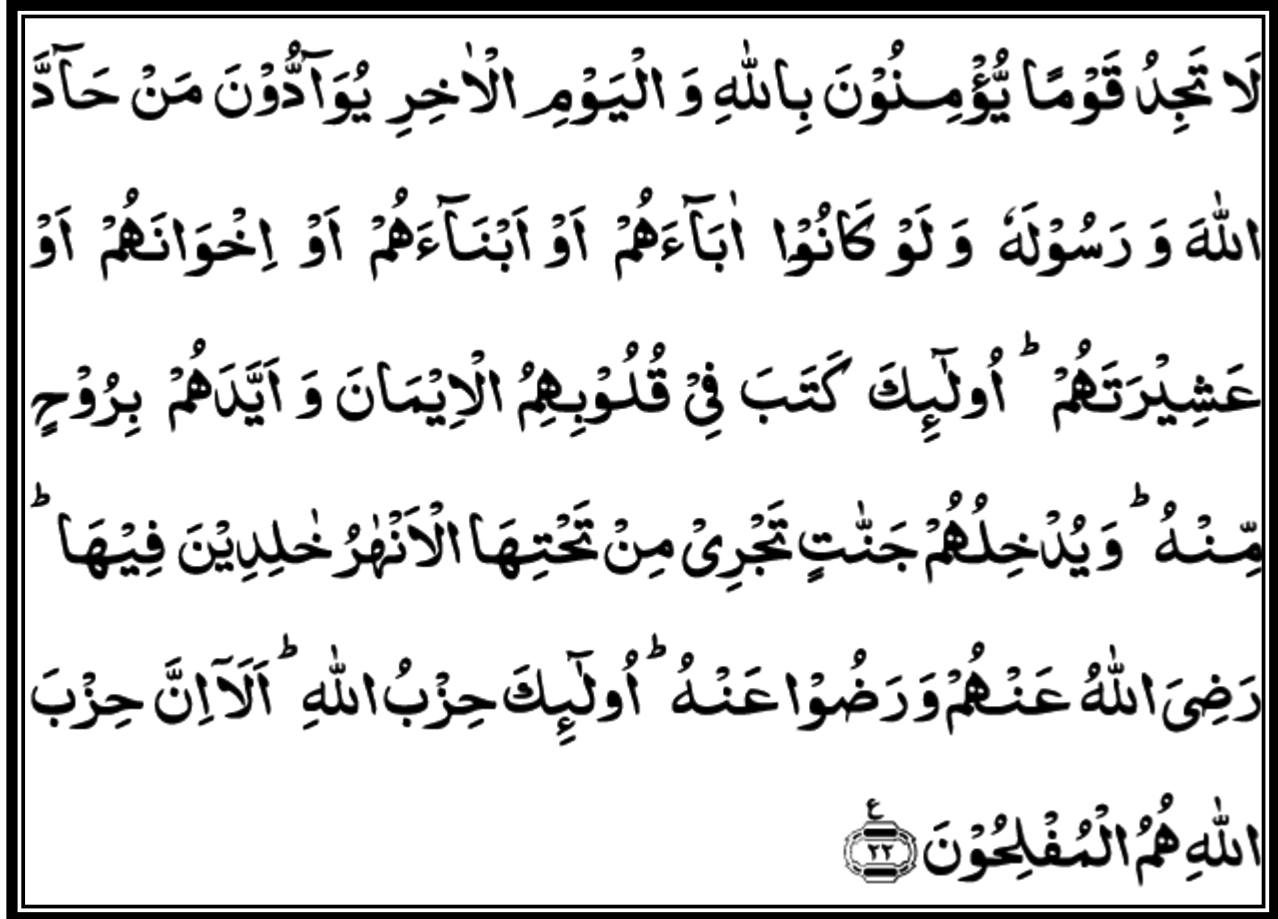 لَا تَجِدُ قَوْمًا يُّؤْمِنُوْنَ بِاللّٰهِ وَ الْيَوْمِ الْاٰخِرِ يُوَآدُّوْنَ مَنْ حَآدَّ
اللّٰهَ وَ رَسُوْلَهٗ وَ لَوْ كَانُوْۤا اٰبَآءَهُمْ اَوْ اَبْنَآءَهُمْ اَوْ اِخْوَانَهُمْ اَوْ
عَشِيْرَتَهُمْ ؕ اُولٰٓىِٕكَ كَتَبَ فِيْ قُلُوْبِهِمُ الْاِيْمَانَ وَ اَيَّدَهُمْ بِرُوْحٍ
مِّنْهُ ؕ وَ يُدْخِلُهُمْ جَنّٰتٍ تَجْرِيْ مِنْ تَحْتِهَا الْاَنْهٰرُ خٰلِدِيْنَ فِيْهَا ؕ
رَضِيَ اللّٰهُ عَنْهُمْ وَ رَضُوْا عَنْهُ ؕ اُولٰٓىِٕكَ حِزْبُ اللّٰهِ ؕ اَلَاۤ اِنَّ حِزْبَ
اللّٰهِ هُمُ الْمُفْلِحُوْنَ ۲۲ ع